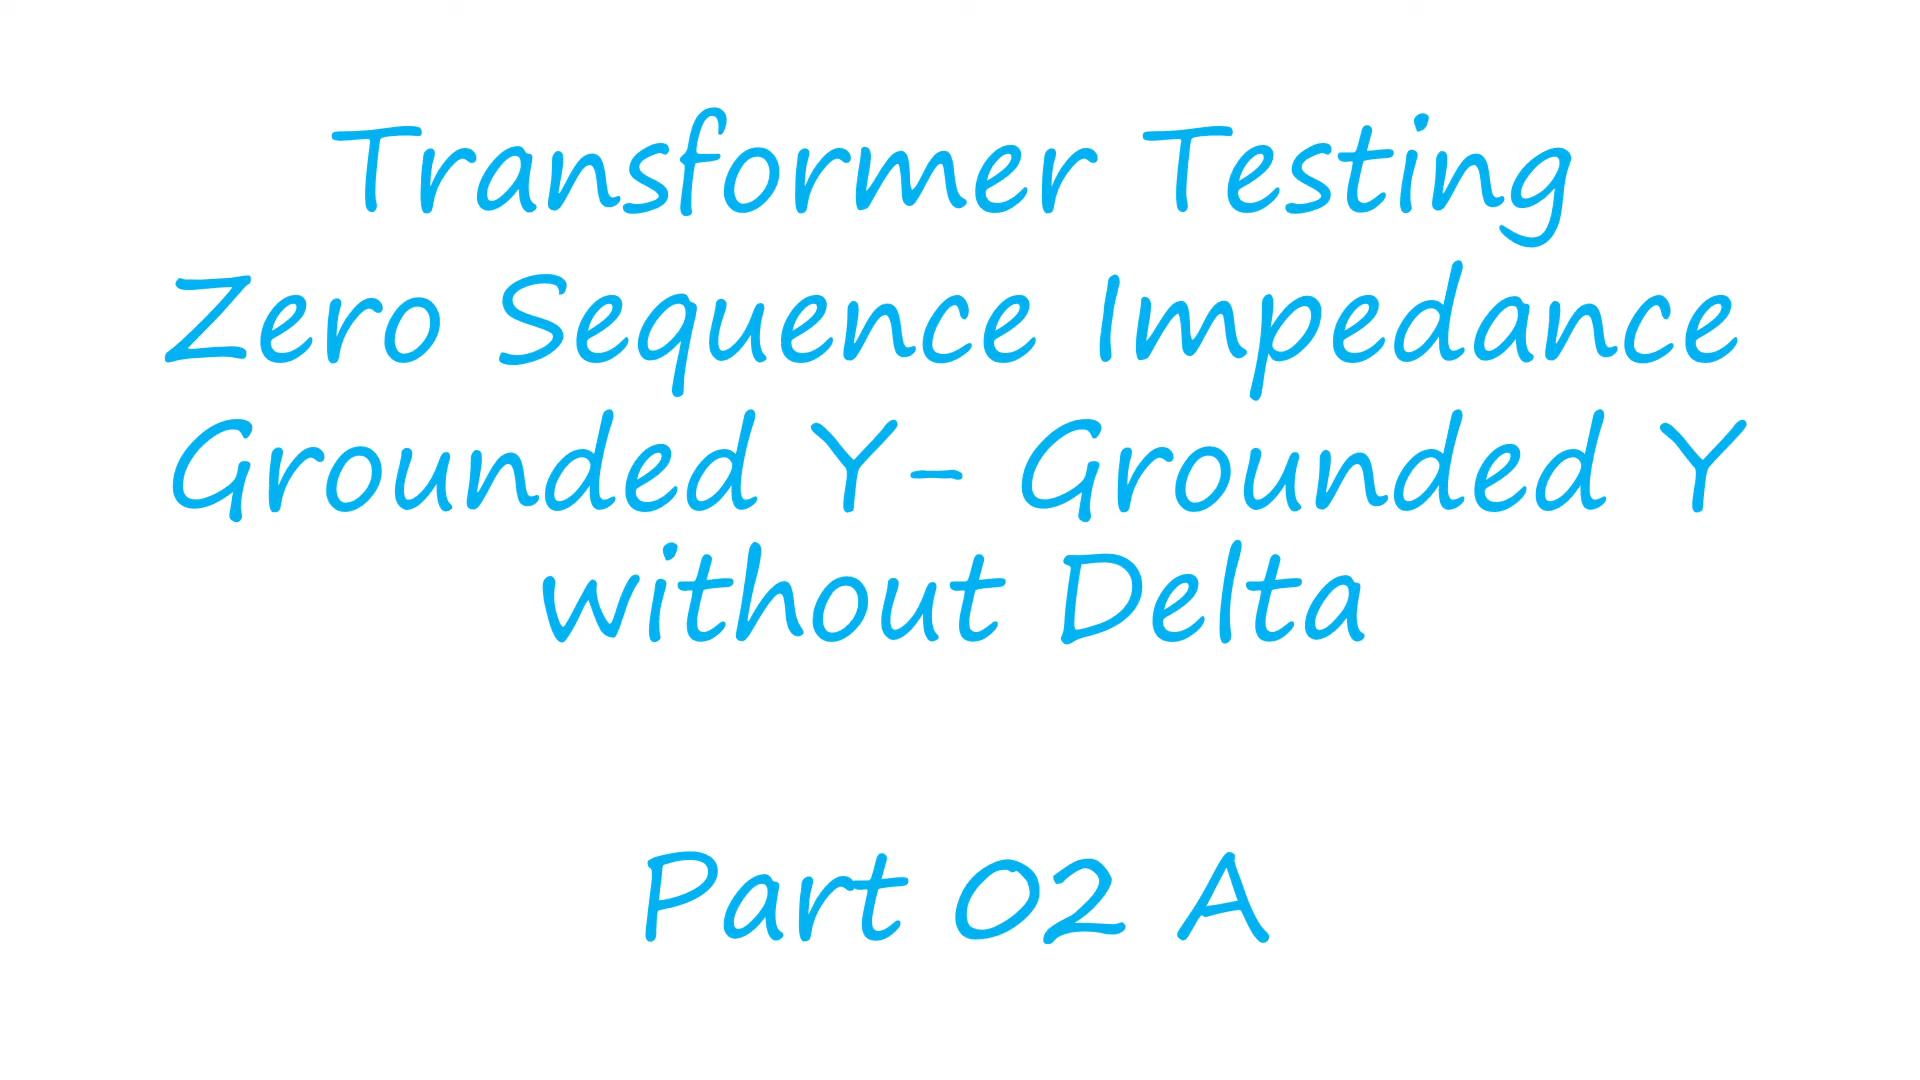 Transformer Testing
Zero Sequence Impedance
Grounded Y- Grounded Y
without Delta
Part 02 A